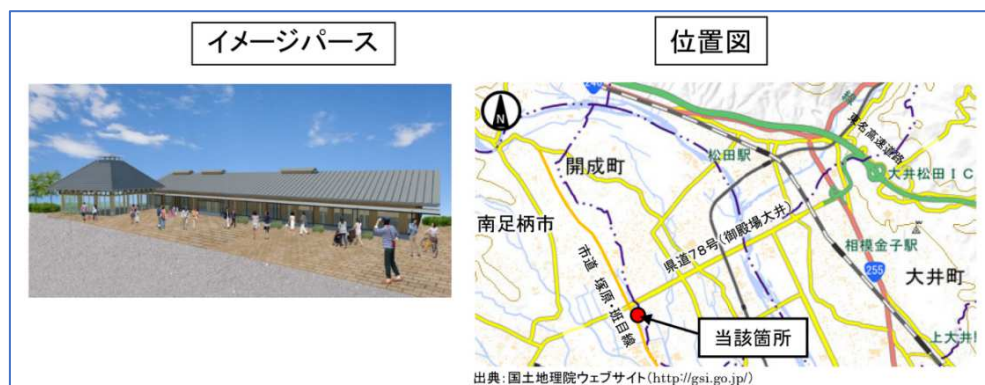 イメージパース
位置図
N
開成町
松田駅
東名高速道路
大井松田IC
南足柄市
県道78号(御殿場大井)
相模金子駅
255
大井町
市道 塚原・班目線
当該箇所
上大井
出典:国土地理院ウェブサイト(http://gsi.go.jp/)